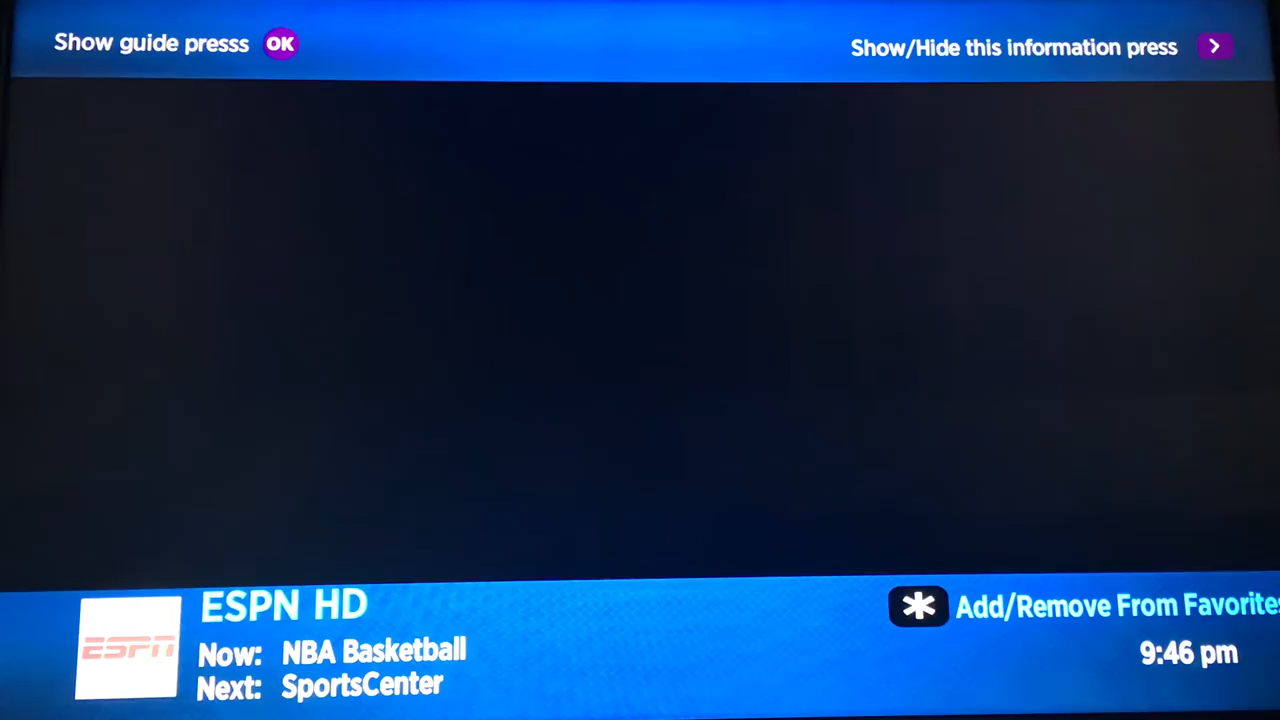 Show guide presss OK
Show/Hide this information press >
ESPN HD
Add/Remove From Favorites
ESPN
Now: NBA Basketball
9:46 pm
Next: SportsCenter